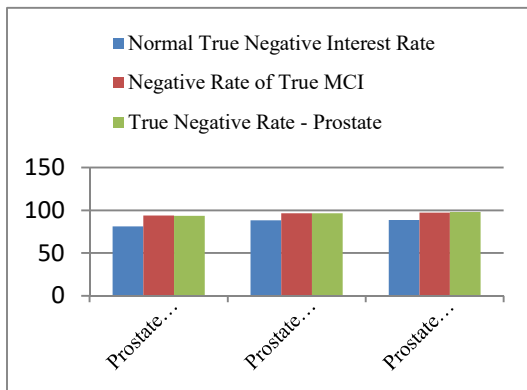 Normal True Negative Interest Rate
Negative Rate of True MCI
True Negative Rate - Prostate
150
100
50
0
Prostate…
Prostate…
Prostate…